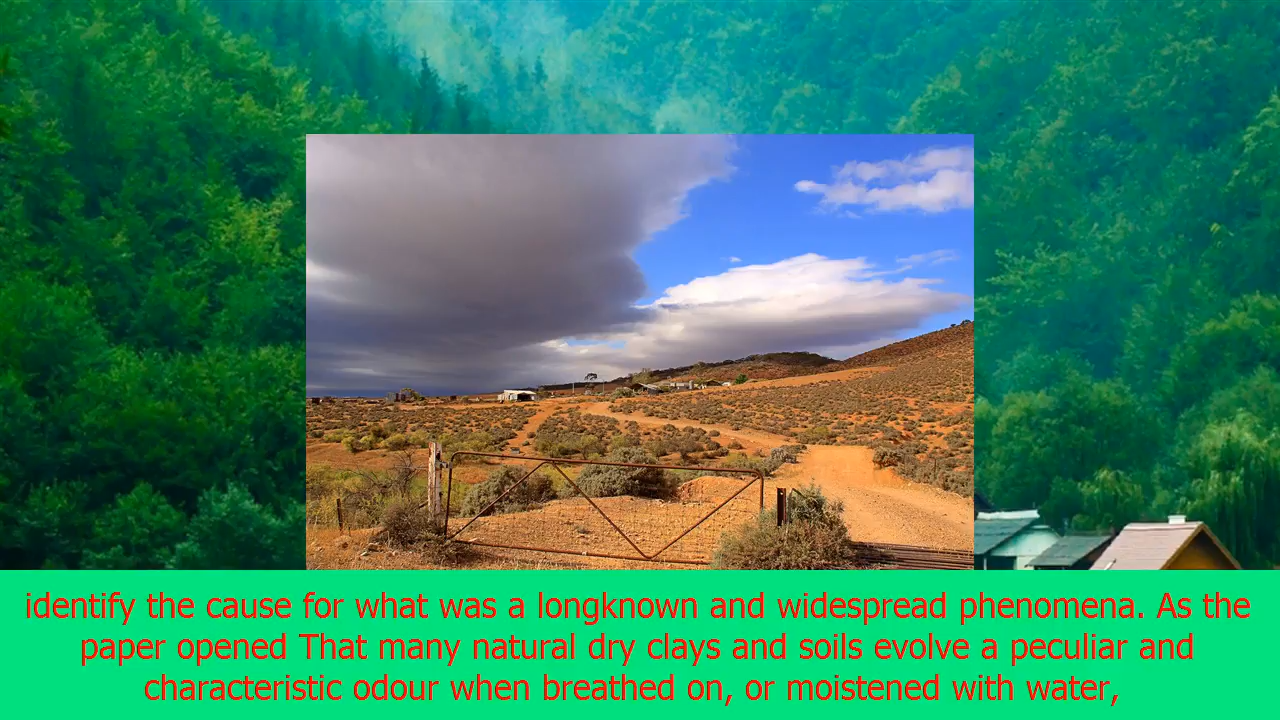 identify the cause for what was a longknown and widespread phenomena. As the
paper opened That many natural dry clays and soils evolve a peculiar and
characteristic odour when breathed on, or moistened with water,